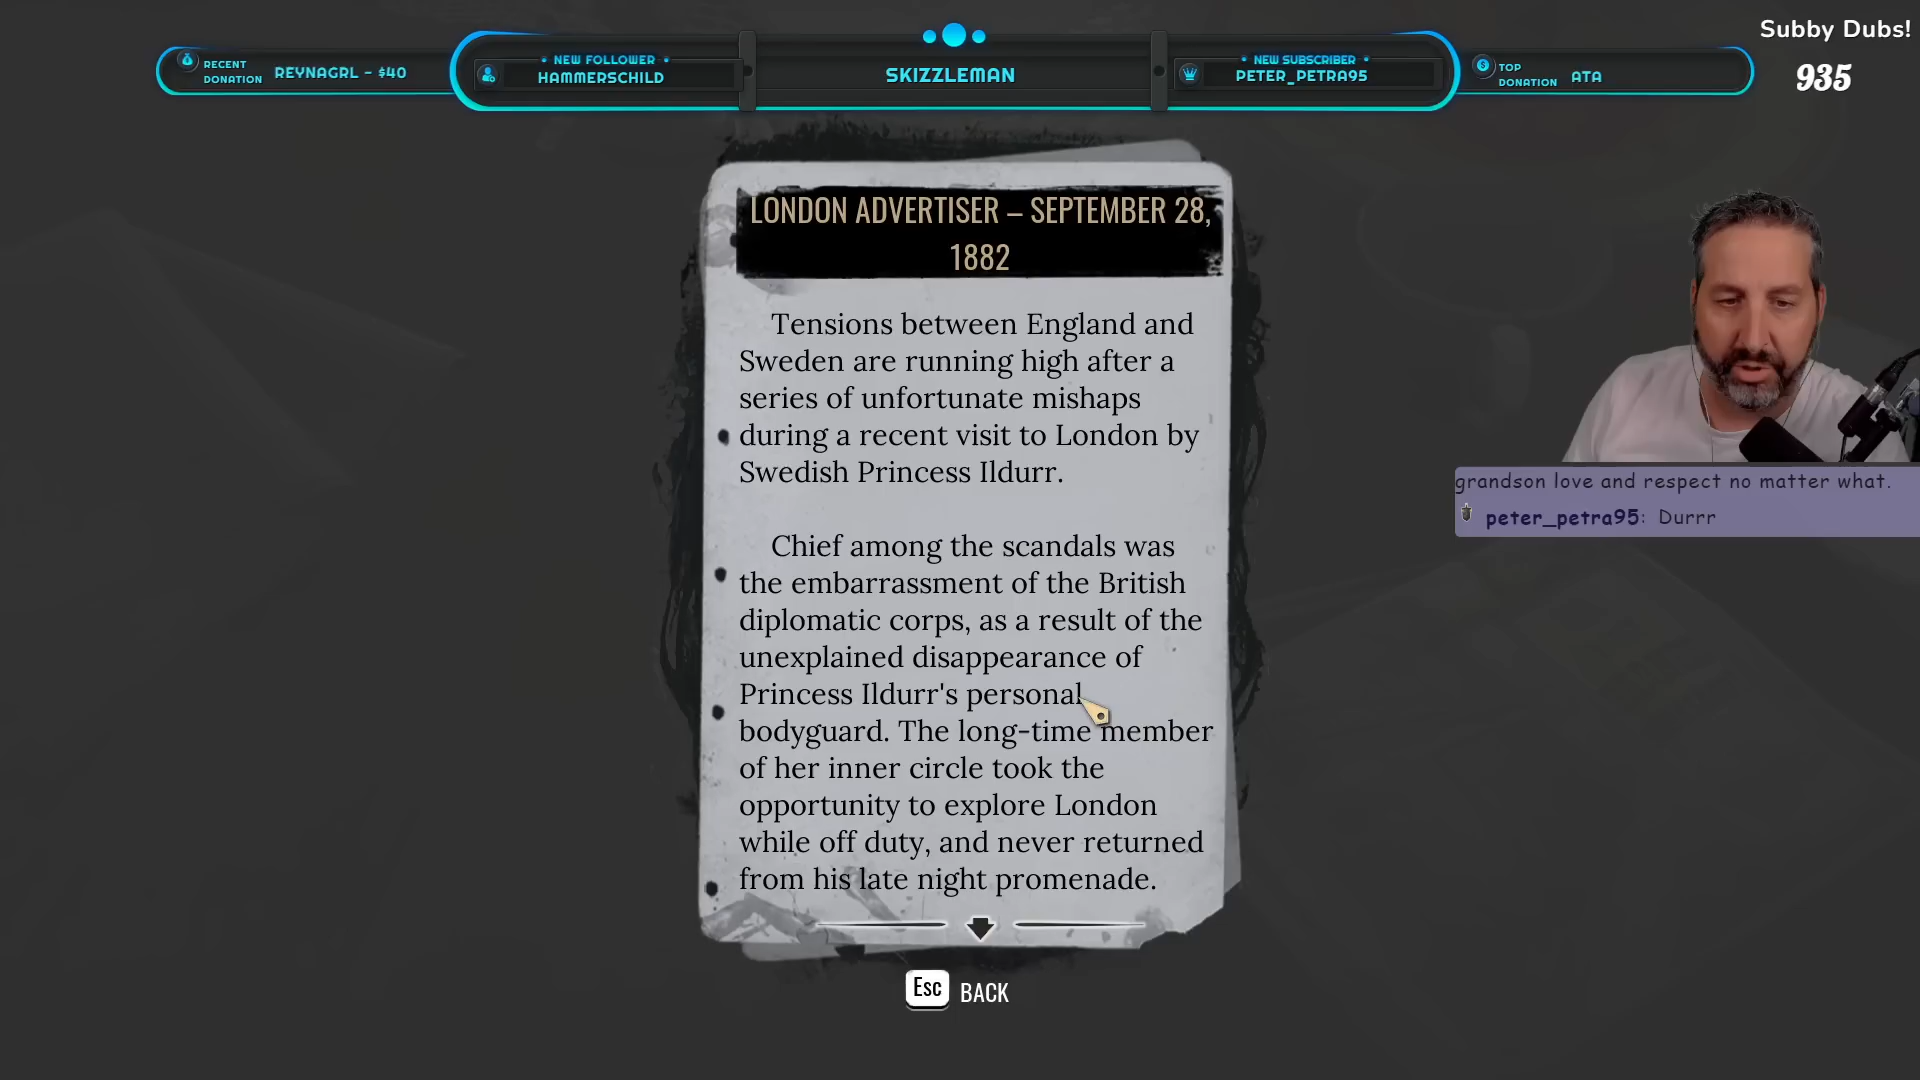 Subby Dubs!
935
RECENT DONATION REYNAGRL - $40
• NEW FOLLOWER •
HAMMERSCHILD
SKIZZLEMAN
• NEW SUBSCRIBER •
PETER_PETRA95
TOP DONATION ATA
LONDON ADVERTISER – SEPTEMBER 28,
1882
Tensions between England and
Sweden are running high after a
series of unfortunate mishaps
during a recent visit to London by
Swedish Princess Ildurr.
Chief among the scandals was
the embarrassment of the British
diplomatic corps, as a result of the
unexplained disappearance of
Princess Ildurr's personal
bodyguard. The long-time member
of her inner circle took the
opportunity to explore London
while off duty, and never returned
from his late night promenade.
Esc BACK
grandson love and respect no matter what.
peter_petra95: Durrr